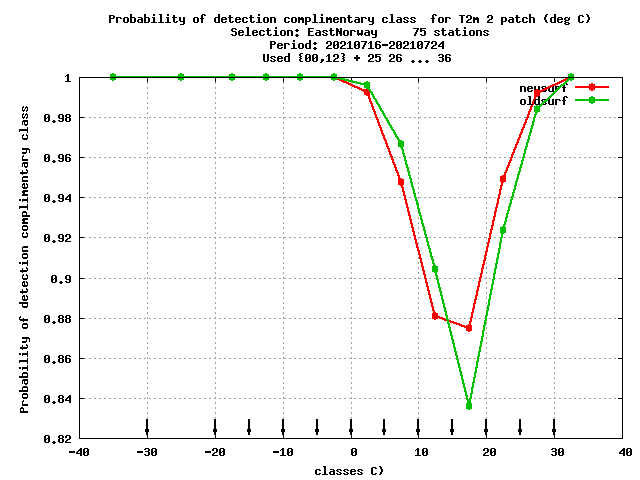 Probability of detection complimentary class  for T2m 2 patch (deg C)
Selection: EastNorway     75 stations
Period: 20210716-20210724
Used {00,12} + 25 26 ... 36
Probability of detection complimentary class
1
0.98
0.96
0.94
0.92
0.9
0.88
0.86
0.84
0.82
newsurf
oldsurf
-40
-30
-20
-10
0
10
20
30
40
classes C)